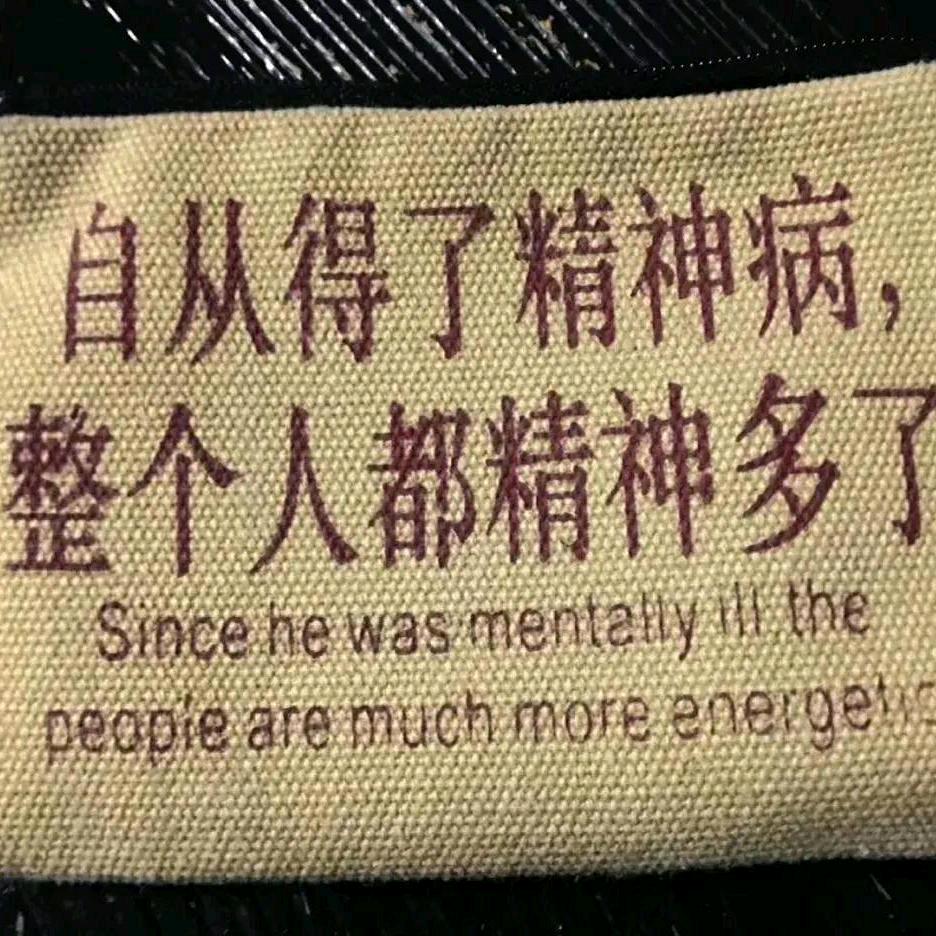 自从得了精神病，
整个人都精神多了
Since he was mentally ill. the
people are much more energetic